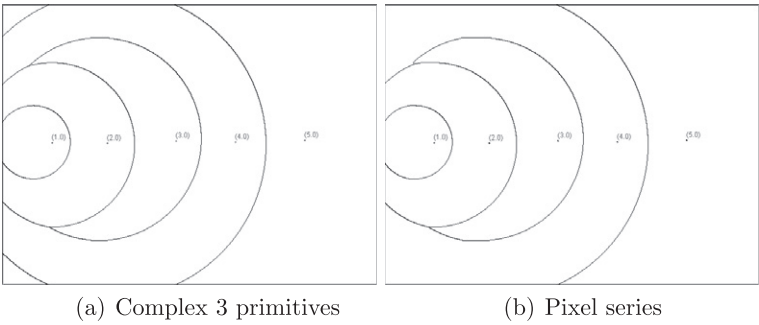 (1.0) (2.0) (3.0) (4.0) (5.0) (1.0) (2.0) (3.0) (4.0) (5.0)
(a) Complex 3 primitives (b) Pixel series